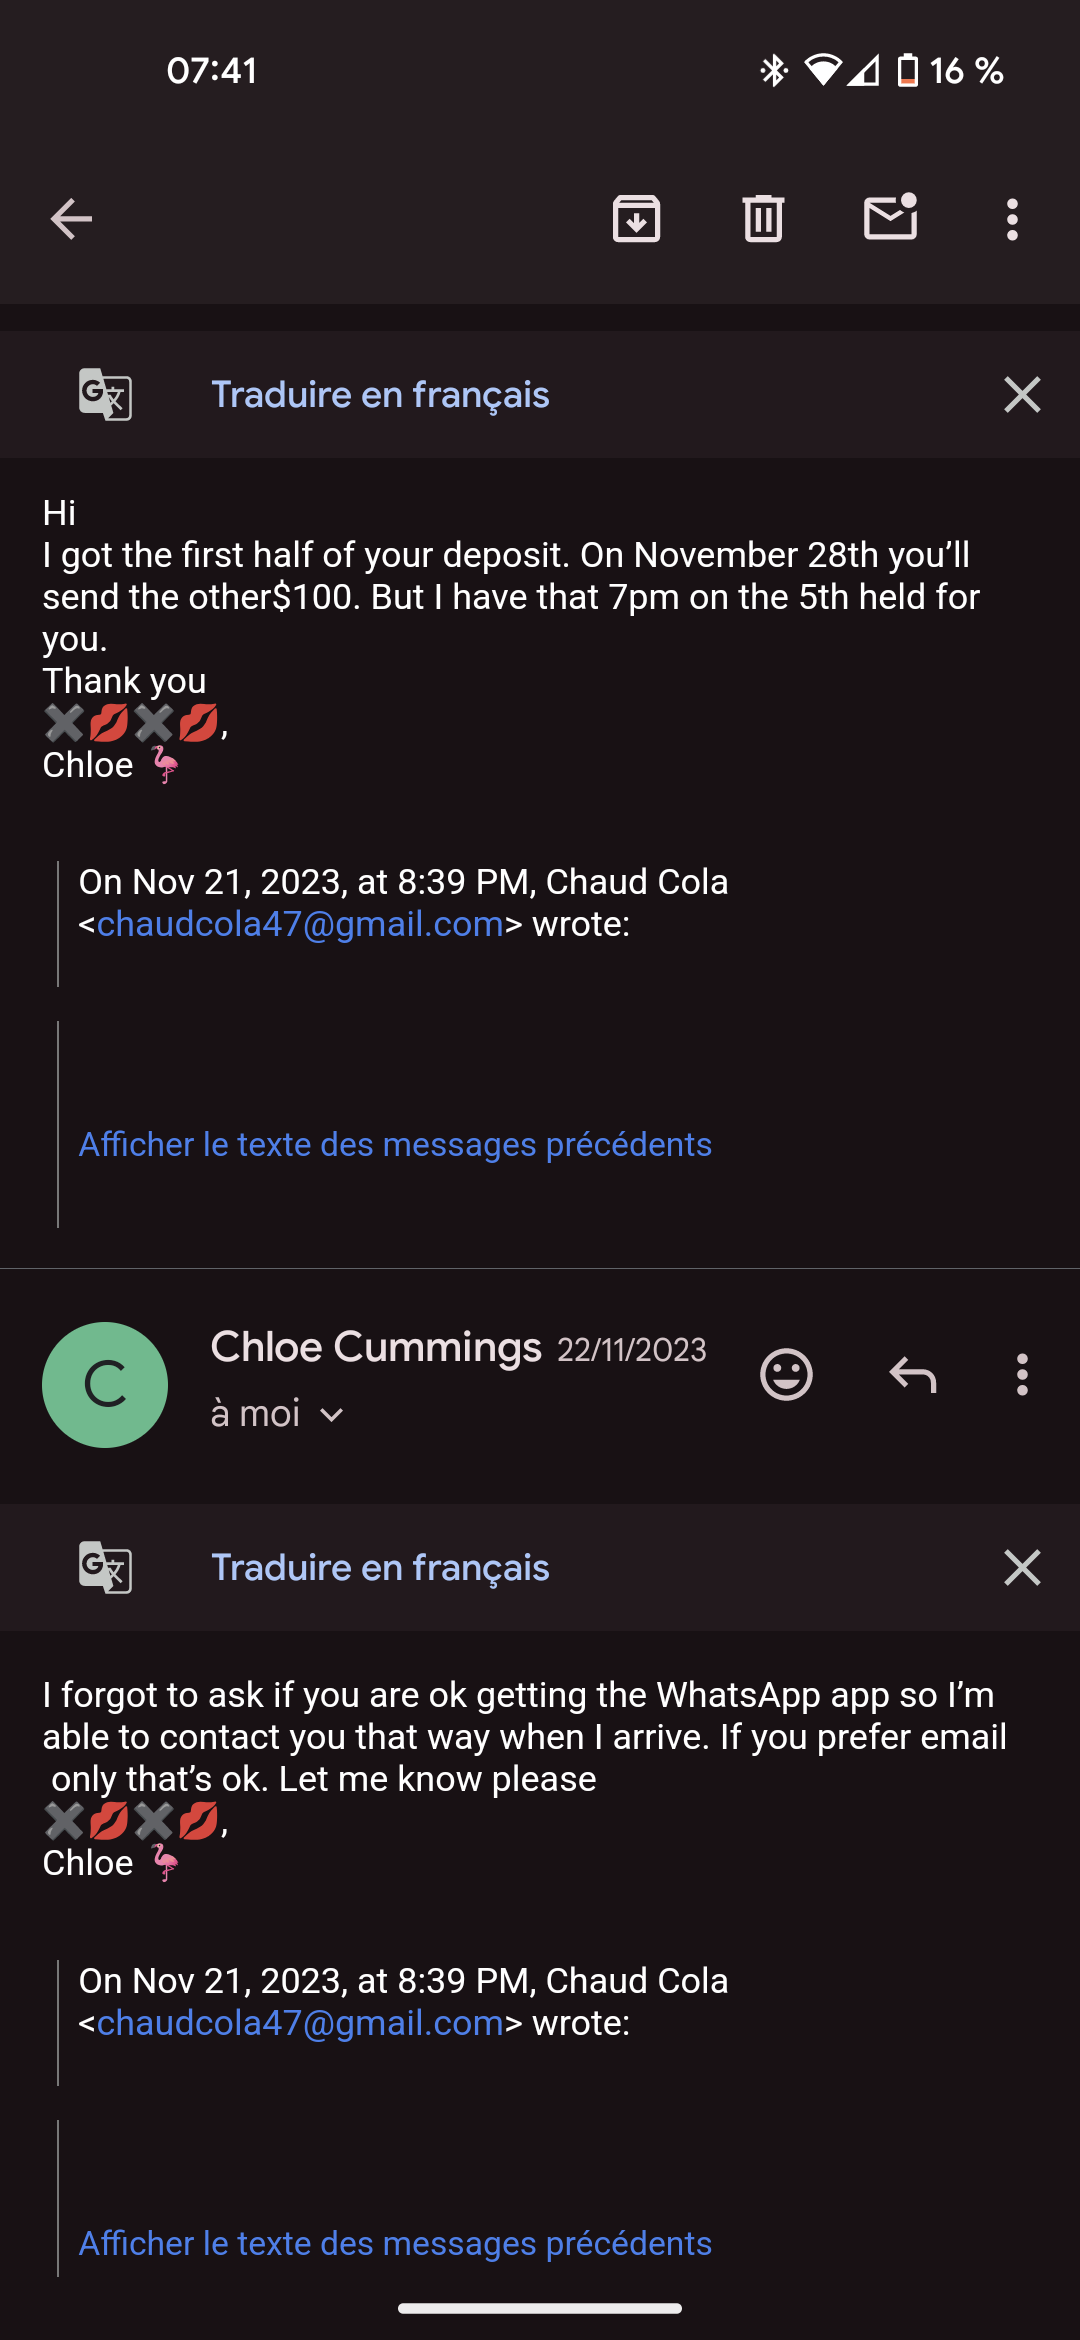 07:41
16 %
Traduire en français
Hi
I got the first half of your deposit. On November 28th you’ll
send the other$100. But I have that 7pm on the 5th held for
you.
Thank you
✖️💋✖️💋,
Chloe 🦩
On Nov 21, 2023, at 8:39 PM, Chaud Cola
<chaudcola47@gmail.com> wrote:
Afficher le texte des messages précédents
C
Chloe Cummings 22/11/2023
à moi
Traduire en français
I forgot to ask if you are ok getting the WhatsApp app so I’m
able to contact you that way when I arrive. If you prefer email
only that’s ok. Let me know please
✖️💋✖️💋,
Chloe 🦩
On Nov 21, 2023, at 8:39 PM, Chaud Cola
<chaudcola47@gmail.com> wrote:
Afficher le texte des messages précédents